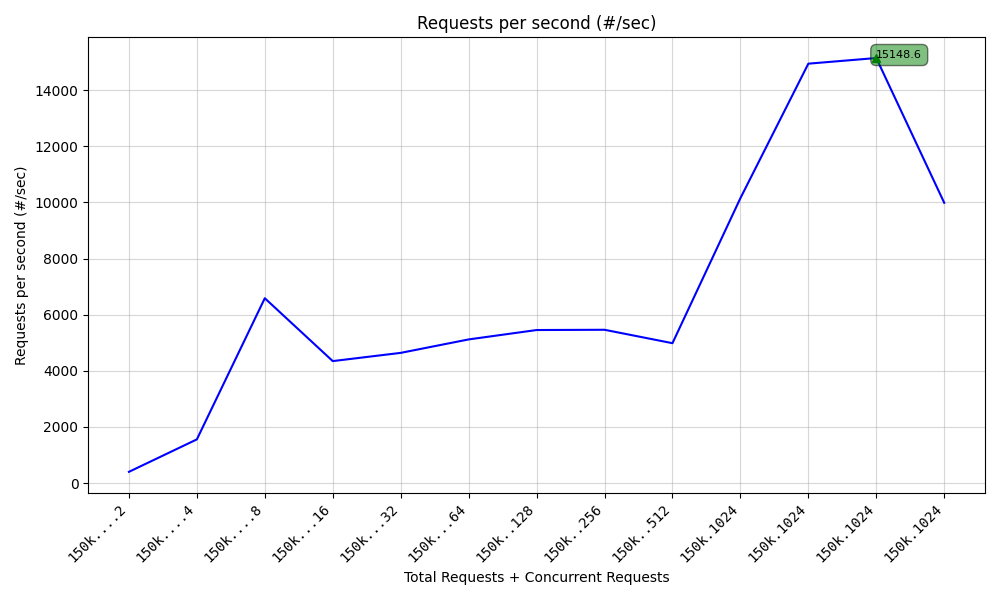 Requests per second (#/sec)
15148.6
14000
12000
10000
8000
6000
4000
2000
0
Requests per second (#/sec)
150k....2
150k....4
150k....8
150k...16
150k...32
150k...64
150k..128
150k..256
150k..512
150k.1024
150k.1024
150k.1024
150k.1024
Total Requests + Concurrent Requests